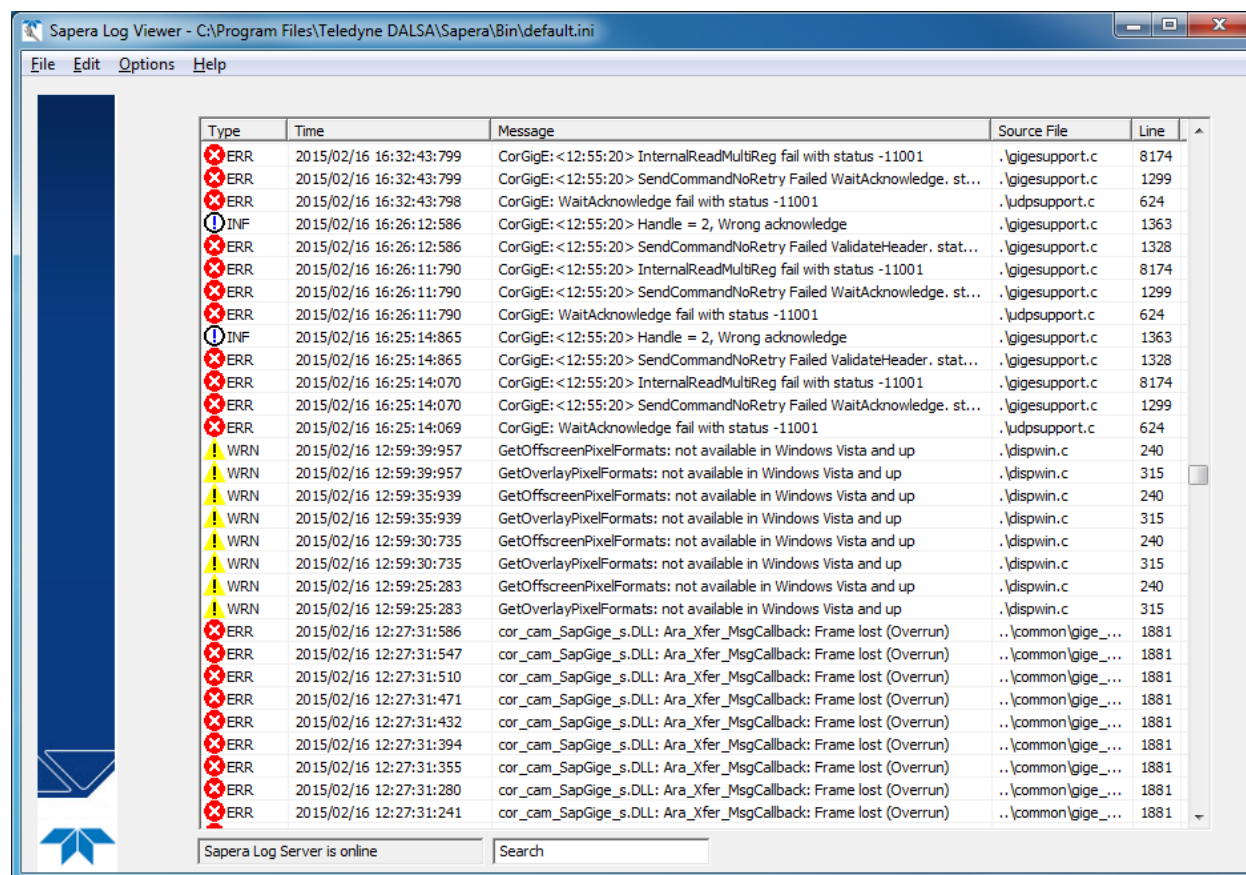 Sapera Log Viewer - C:\Program Files\Teledyne DALSA\Sapera\Bin\default.ini
File Edit Options Help
Type Time Message Source File Line
ERR 2015/02/16 16:32:43:799 CorGigE:<12:55:20> InternalReadMultiReg fail with status -11001 .\gigesupport.c 8174
ERR 2015/02/16 16:32:43:799 CorGigE:<12:55:20> SendCommandNoRetry Failed WaitAcknowledge. st... .\gigesupport.c 1299
ERR 2015/02/16 16:32:43:798 CorGigE: WaitAcknowledge fail with status -11001 .\udpsupport.c 624
INF 2015/02/16 16:26:12:586 CorGigE:<12:55:20> Handle = 2, Wrong acknowledge .\gigesupport.c 1363
ERR 2015/02/16 16:26:12:586 CorGigE:<12:55:20> SendCommandNoRetry Failed ValidateHeader. stat... .\gigesupport.c 1328
ERR 2015/02/16 16:26:11:790 CorGigE:<12:55:20> InternalReadMultiReg fail with status -11001 .\gigesupport.c 8174
ERR 2015/02/16 16:26:11:790 CorGigE:<12:55:20> SendCommandNoRetry Failed WaitAcknowledge. st... .\gigesupport.c 1299
ERR 2015/02/16 16:26:11:790 CorGigE: WaitAcknowledge fail with status -11001 .\udpsupport.c 624
INF 2015/02/16 16:25:14:865 CorGigE:<12:55:20> Handle = 2, Wrong acknowledge .\gigesupport.c 1363
ERR 2015/02/16 16:25:14:865 CorGigE:<12:55:20> SendCommandNoRetry Failed ValidateHeader. stat... .\gigesupport.c 1328
ERR 2015/02/16 16:25:14:070 CorGigE:<12:55:20> InternalReadMultiReg fail with status -11001 .\gigesupport.c 8174
ERR 2015/02/16 16:25:14:070 CorGigE:<12:55:20> SendCommandNoRetry Failed WaitAcknowledge. st... .\gigesupport.c 1299
ERR 2015/02/16 16:25:14:069 CorGigE: WaitAcknowledge fail with status -11001 .\udpsupport.c 624
WRN 2015/02/16 12:59:39:957 GetOffscreenPixelFormats: not available in Windows Vista and up .\dispwin.c 240
WRN 2015/02/16 12:59:39:957 GetOverlayPixelFormats: not available in Windows Vista and up .\dispwin.c 315
WRN 2015/02/16 12:59:35:939 GetOffscreenPixelFormats: not available in Windows Vista and up .\dispwin.c 240
WRN 2015/02/16 12:59:35:939 GetOverlayPixelFormats: not available in Windows Vista and up .\dispwin.c 315
WRN 2015/02/16 12:59:30:735 GetOffscreenPixelFormats: not available in Windows Vista and up .\dispwin.c 240
WRN 2015/02/16 12:59:30:735 GetOverlayPixelFormats: not available in Windows Vista and up .\dispwin.c 315
WRN 2015/02/16 12:59:25:283 GetOffscreenPixelFormats: not available in Windows Vista and up .\dispwin.c 240
WRN 2015/02/16 12:59:25:283 GetOverlayPixelFormats: not available in Windows Vista and up .\dispwin.c 315
ERR 2015/02/16 12:27:31:586 cor_cam_SapGige_s.DLL: Ara_Xfer_MsgCallback: Frame lost (Overrun) ..\common\gige_... 1881
ERR 2015/02/16 12:27:31:547 cor_cam_SapGige_s.DLL: Ara_Xfer_MsgCallback: Frame lost (Overrun) ..\common\gige_... 1881
ERR 2015/02/16 12:27:31:510 cor_cam_SapGige_s.DLL: Ara_Xfer_MsgCallback: Frame lost (Overrun) ..\common\gige_... 1881
ERR 2015/02/16 12:27:31:471 cor_cam_SapGige_s.DLL: Ara_Xfer_MsgCallback: Frame lost (Overrun) ..\common\gige_... 1881
ERR 2015/02/16 12:27:31:432 cor_cam_SapGige_s.DLL: Ara_Xfer_MsgCallback: Frame lost (Overrun) ..\common\gige_... 1881
ERR 2015/02/16 12:27:31:394 cor_cam_SapGige_s.DLL: Ara_Xfer_MsgCallback: Frame lost (Overrun) ..\common\gige_... 1881
ERR 2015/02/16 12:27:31:355 cor_cam_SapGige_s.DLL: Ara_Xfer_MsgCallback: Frame lost (Overrun) ..\common\gige_... 1881
ERR 2015/02/16 12:27:31:280 cor_cam_SapGige_s.DLL: Ara_Xfer_MsgCallback: Frame lost (Overrun) ..\common\gige_... 1881
ERR 2015/02/16 12:27:31:241 cor_cam_SapGige_s.DLL: Ara_Xfer_MsgCallback: Frame lost (Overrun) ..\common\gige_... 1881
Sapera Log Server is online Search